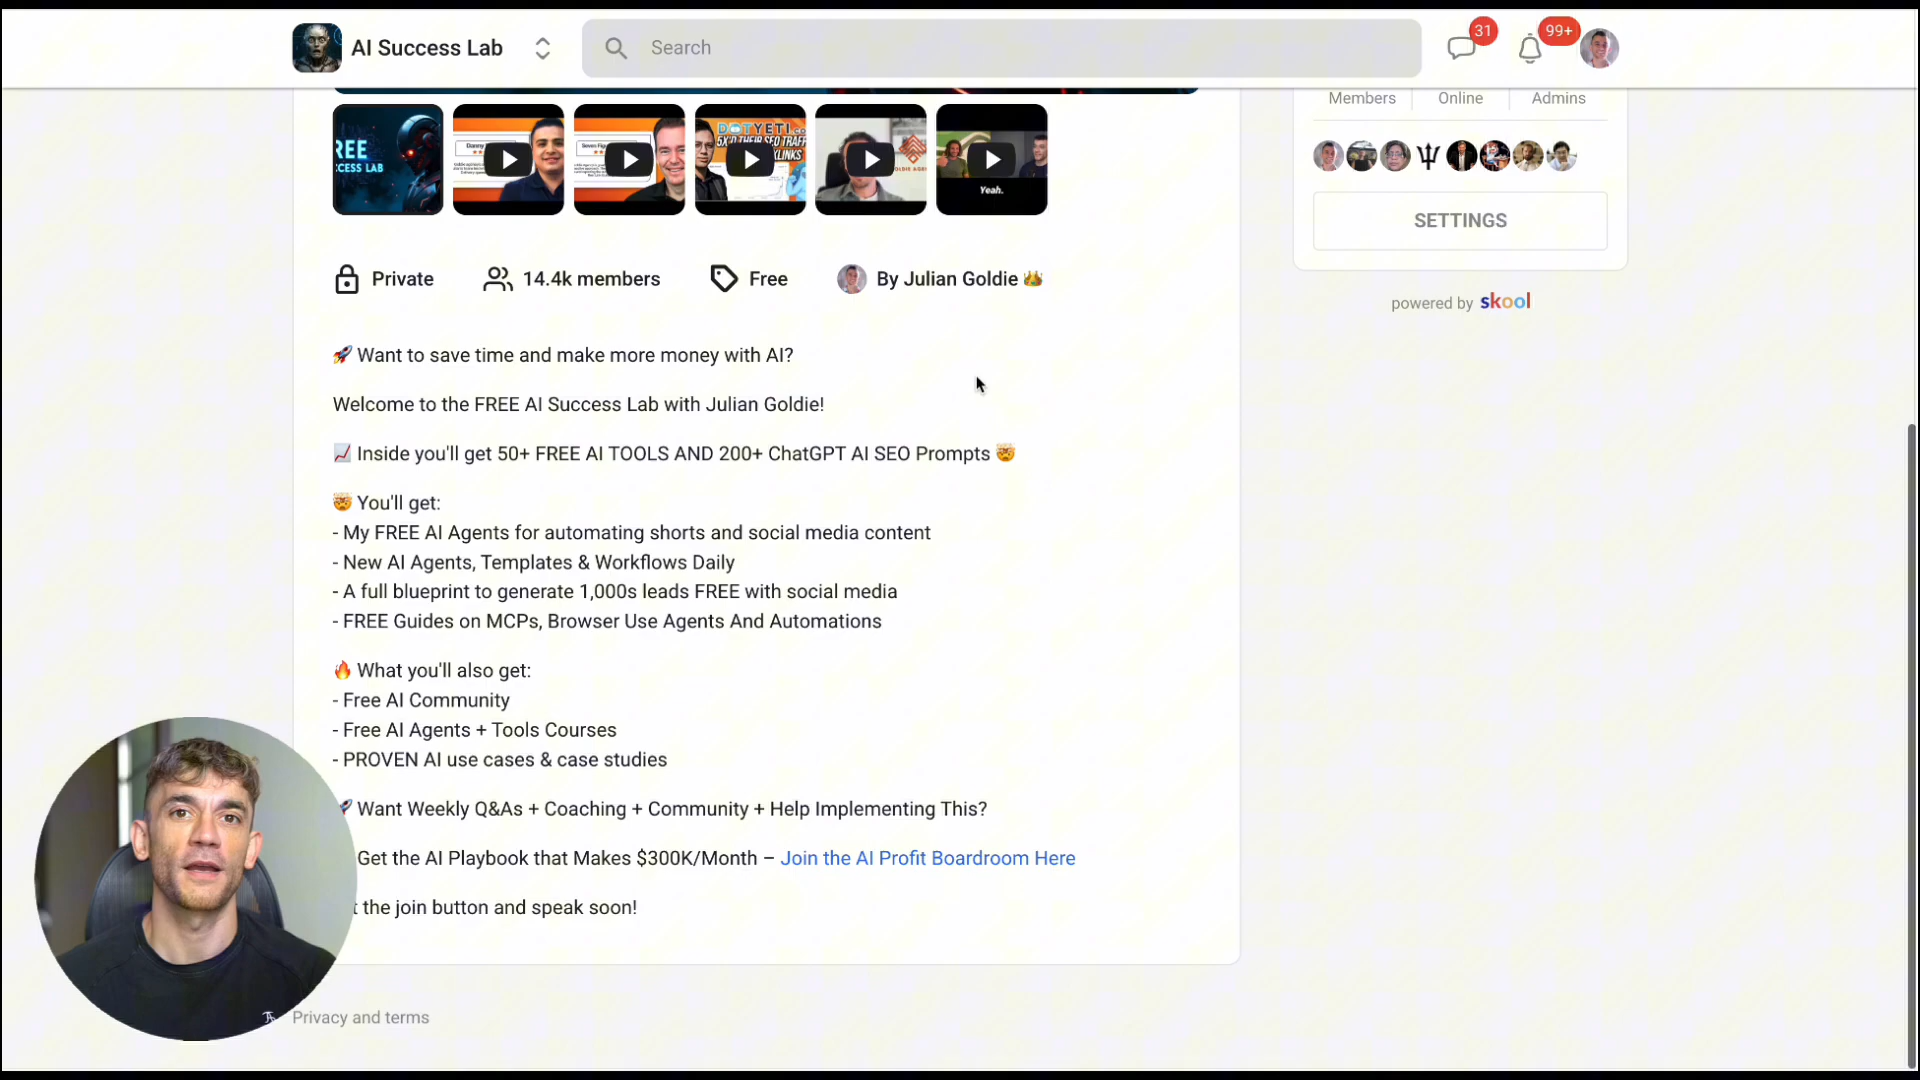 AI Success Lab
Search
31
99+
REE
CESS LAB
DOTYETI.CO
Yeah.
Members
Online
Admins
SETTINGS
powered by skool
Private
14.4k members
Free
By Julian Goldie
Want to save time and make more money with AI?
Welcome to the FREE AI Success Lab with Julian Goldie!
Inside you'll get 50+ FREE AI TOOLS AND 200+ ChatGPT AI SEO Prompts
You'll get:
- My FREE AI Agents for automating shorts and social media content
- New AI Agents, Templates & Workflows Daily
- A full blueprint to generate 1,000s leads FREE with social media
- FREE Guides on MCPs, Browser Use Agents And Automations
What you'll also get:
- Free AI Community
- Free AI Agents + Tools Courses
- PROVEN AI use cases & case studies
Want Weekly Q&As + Coaching + Community + Help Implementing This?
Get the AI Playbook that Makes $300K/Month – Join the AI Profit Boardroom Here
t the join button and speak soon!
Privacy and terms